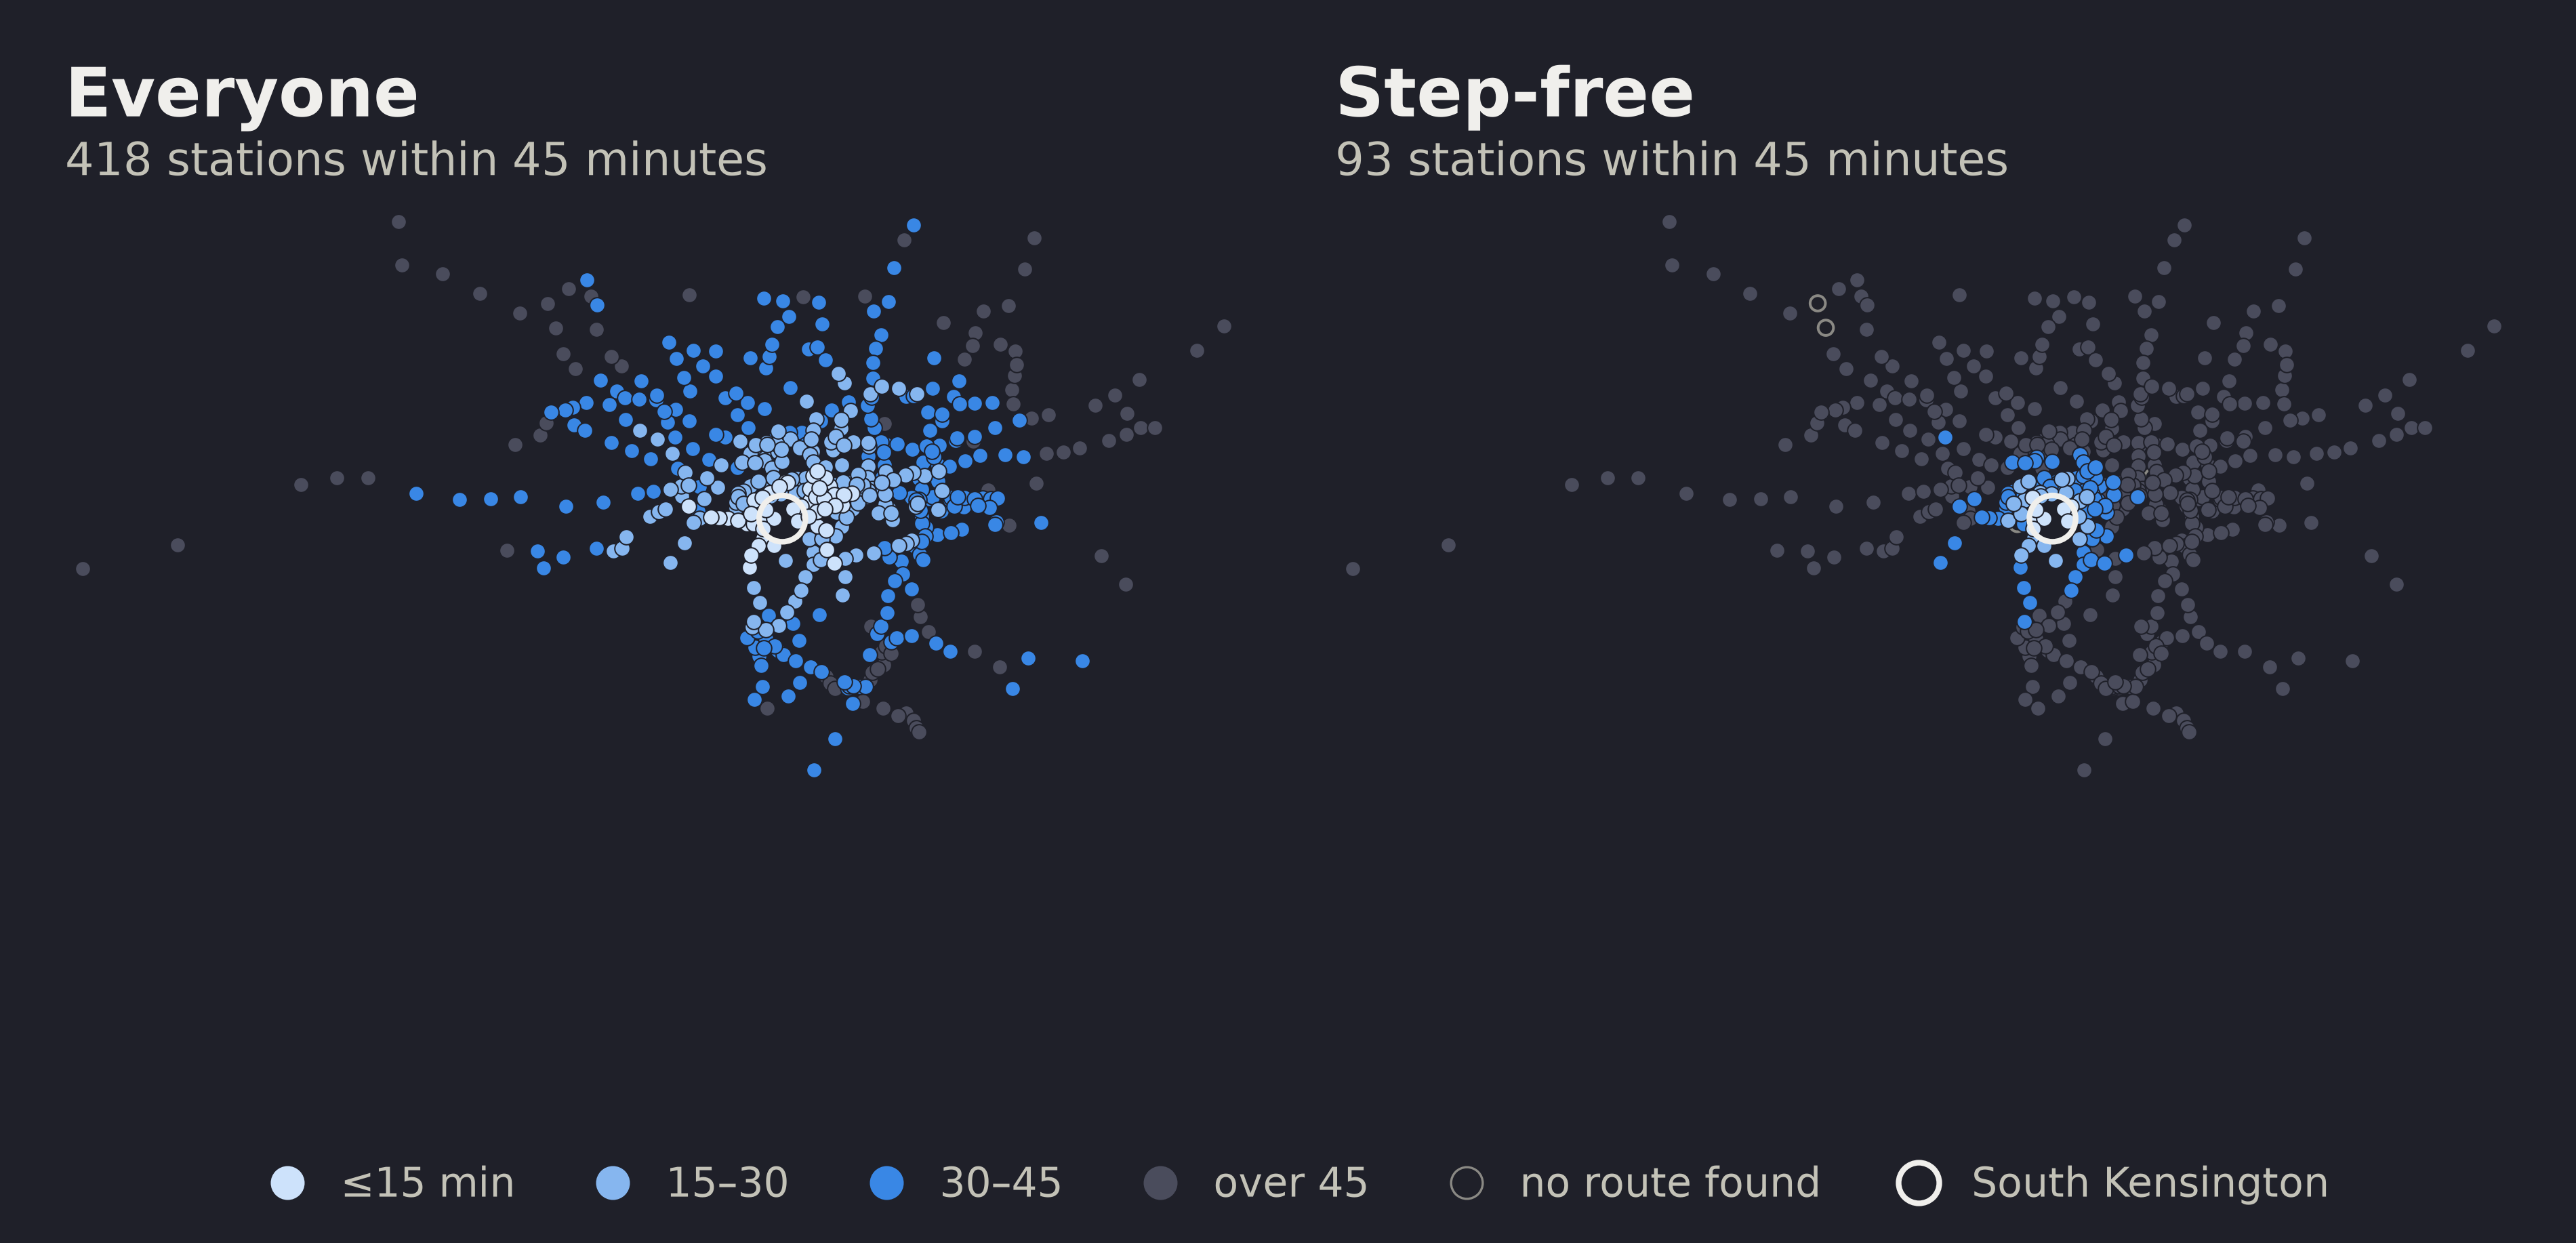 Everyone
418 stations within 45 minutes
Step-free
93 stations within 45 minutes
≤15 min
15–30
30–45
over 45
no route found
South Kensington